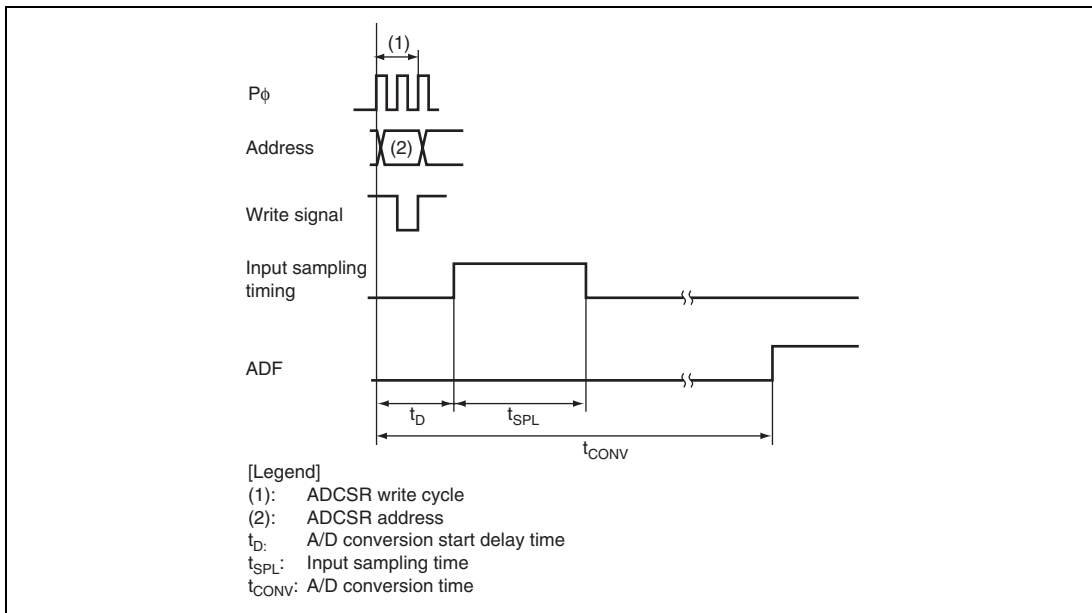 (1)
Pϕ
Address
(2)
Write signal
Input sampling
timing
ADF
tD
tSPL
tCONV
[Legend]
(1): ADCSR write cycle
(2): ADCSR address
tD: A/D conversion start delay time
tSPL: Input sampling time
tCONV: A/D conversion time